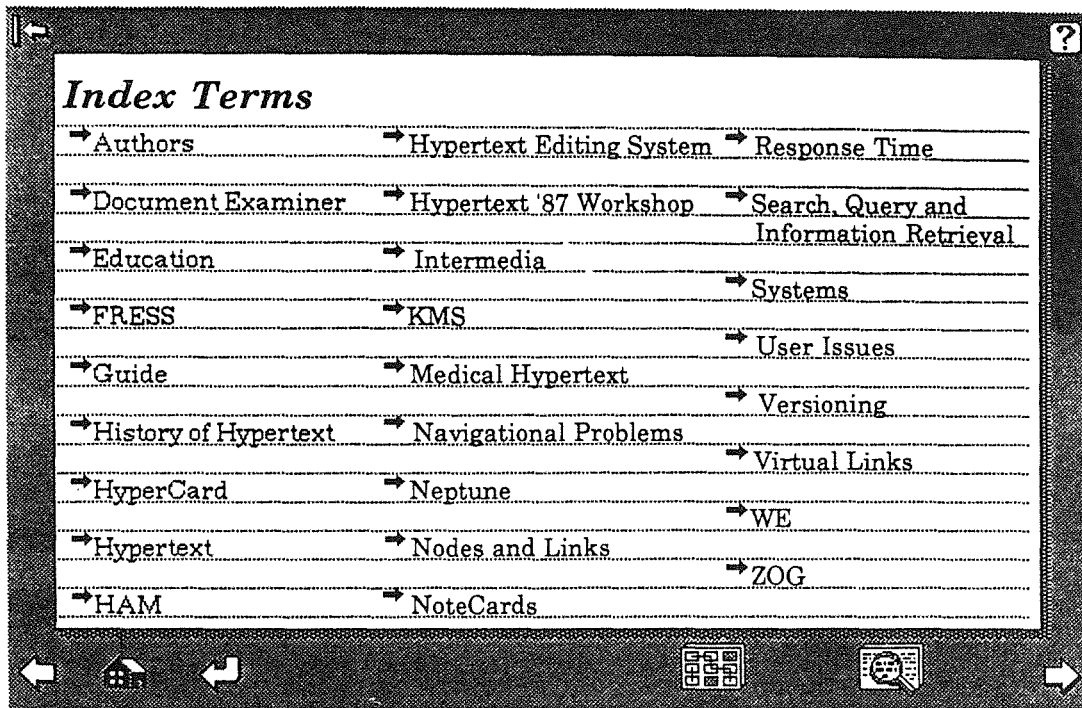 ?
Index Terms
Authors
Document Examiner
Education
FRESS
Guide
History of Hypertext
HyperCard
Hypertext
HAM
Hypertext Editing System
Hypertext '87 Workshop
Intermedia
KMS
Medical Hypertext
Navigational Problems
Neptune
Nodes and Links
NoteCards
Response Time
Search, Query and
Information Retrieval
Systems
User Issues
Versioning
Virtual Links
WE
ZOG